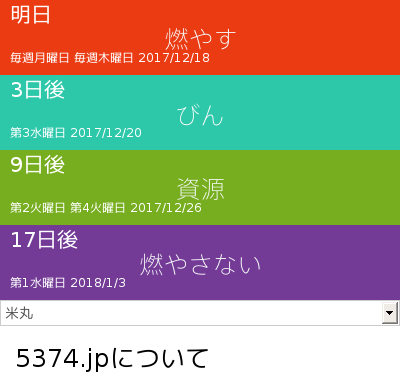 明日
燃やす
毎週月曜日 毎週木曜日 2017/12/18
3日後
びん
第3水曜日 2017/12/20
9日後
資源
第2火曜日 第4火曜日 2017/12/26
17日後
燃やさない
第1水曜日 2018/1/3
米丸
5374.jpについて